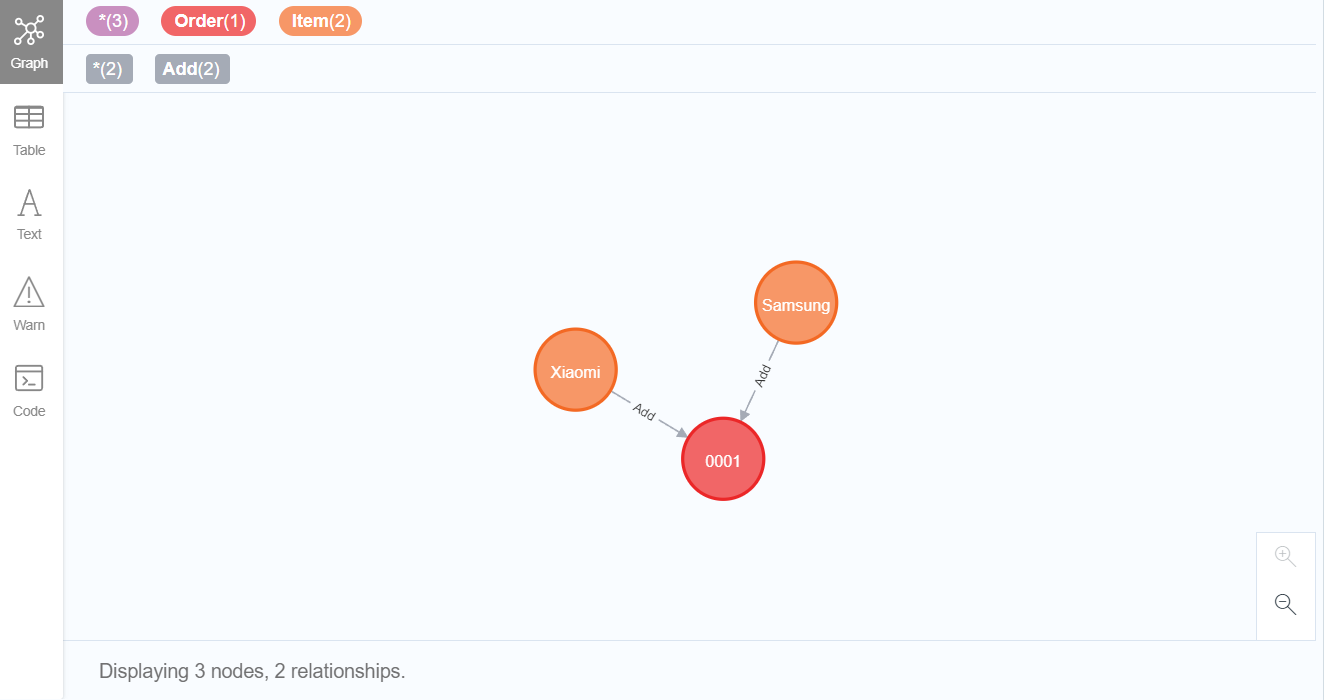 *(3) Order(1) Item(2)
*(2) Add(2)
Graph
Table
Text
Warn
Code
Samsung
Xiaomi
Add
Add
0001
Displaying 3 nodes, 2 relationships.